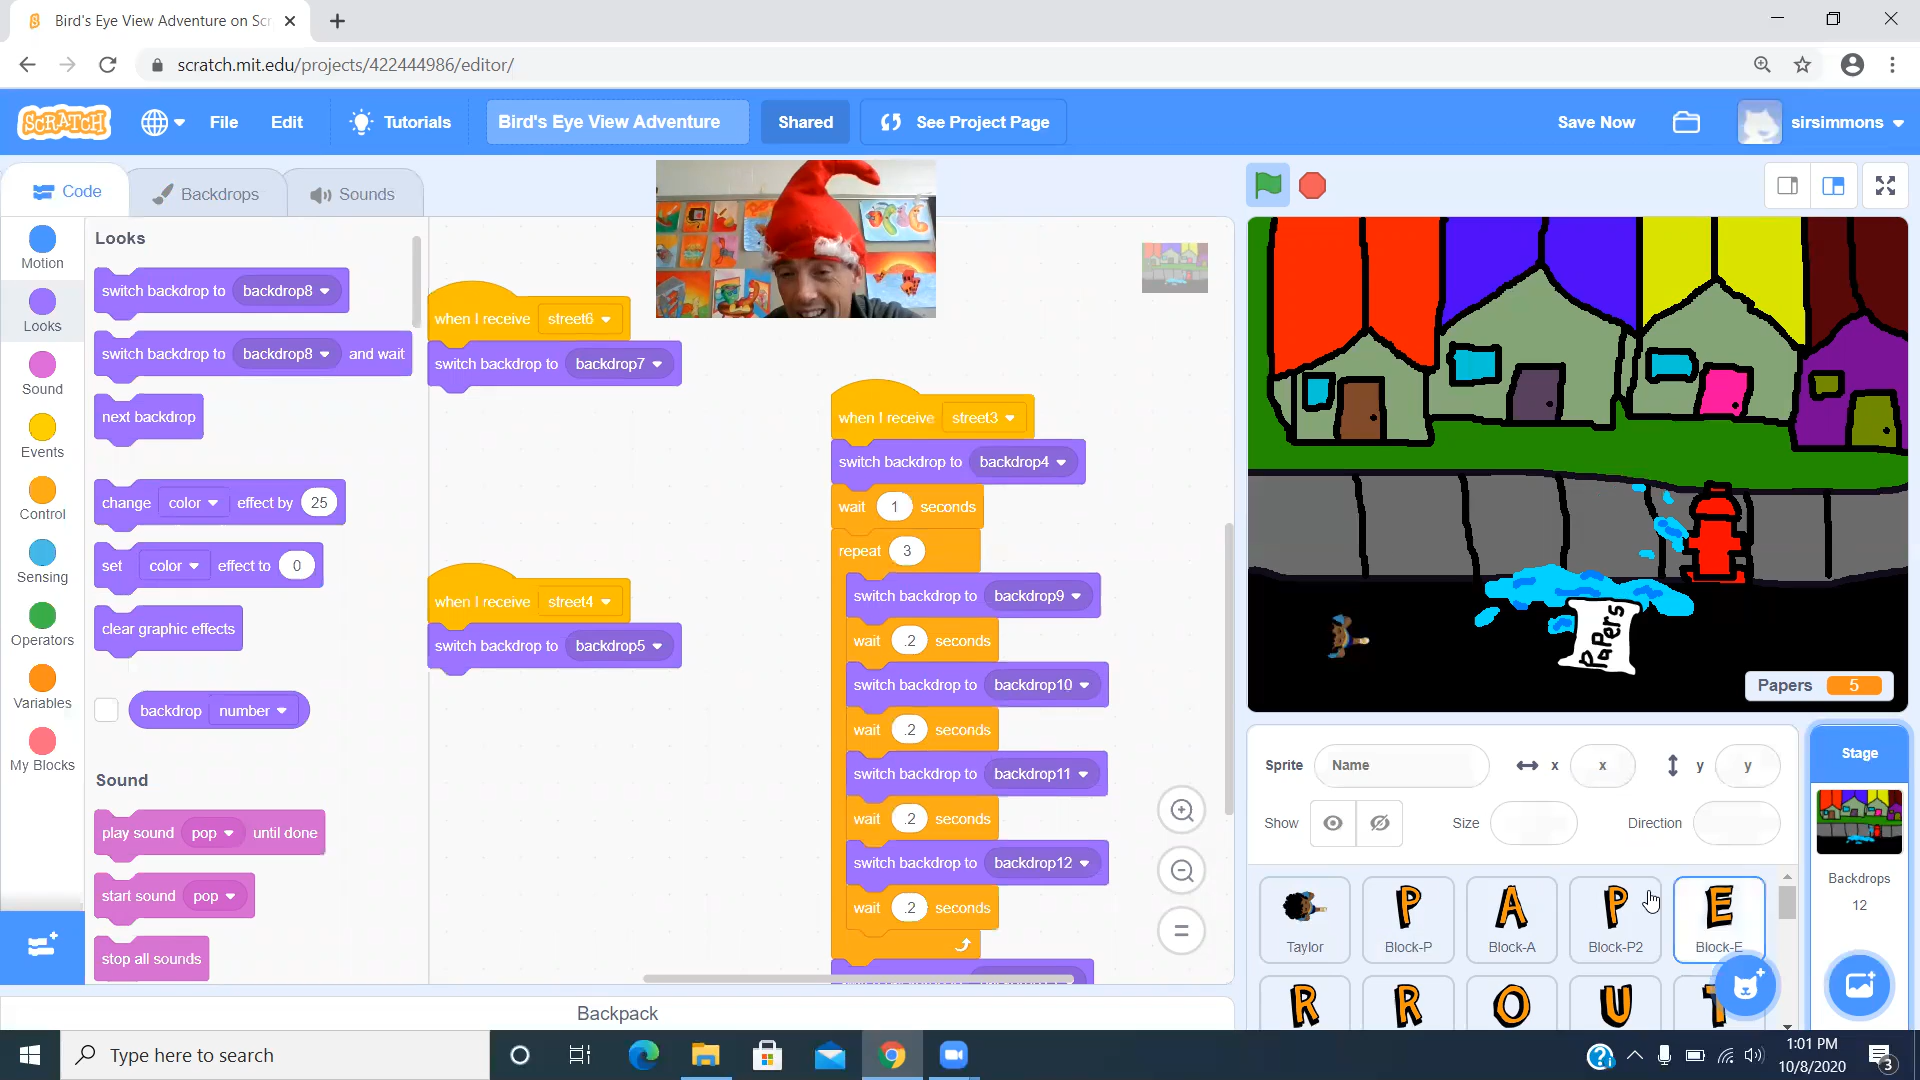 Bird's Eye View Adventure on Scr
scratch.mit.edu/projects/422444986/editor/
SCRATCH
File
Edit
Tutorials
Bird's Eye View Adventure
Shared
See Project Page
Save Now
sirsimmons
Code
Backdrops
Sounds
Motion
Looks
Sound
Events
Control
Sensing
Operators
Variables
My Blocks
Looks
switch backdrop to backdrop8
switch backdrop to backdrop8 and wait
next backdrop
change color effect by 25
set color effect to 0
clear graphic effects
backdrop number
Sound
play sound pop until done
start sound pop
stop all sounds
when I receive street6
switch backdrop to backdrop7
when I receive street4
switch backdrop to backdrop5
when I receive street3
switch backdrop to backdrop4
wait 1 seconds
repeat 3
switch backdrop to backdrop9
wait .2 seconds
switch backdrop to backdrop10
wait .2 seconds
switch backdrop to backdrop11
wait .2 seconds
switch backdrop to backdrop12
wait .2 seconds
Backpack
PaPers
Papers 5
Sprite Name x x y y
Show Size Direction
Stage
Backdrops
12
P A P E
Taylor Block-P Block-A Block-P2 Block-E
R R O U T
Type here to search
1:01 PM
10/8/2020
3